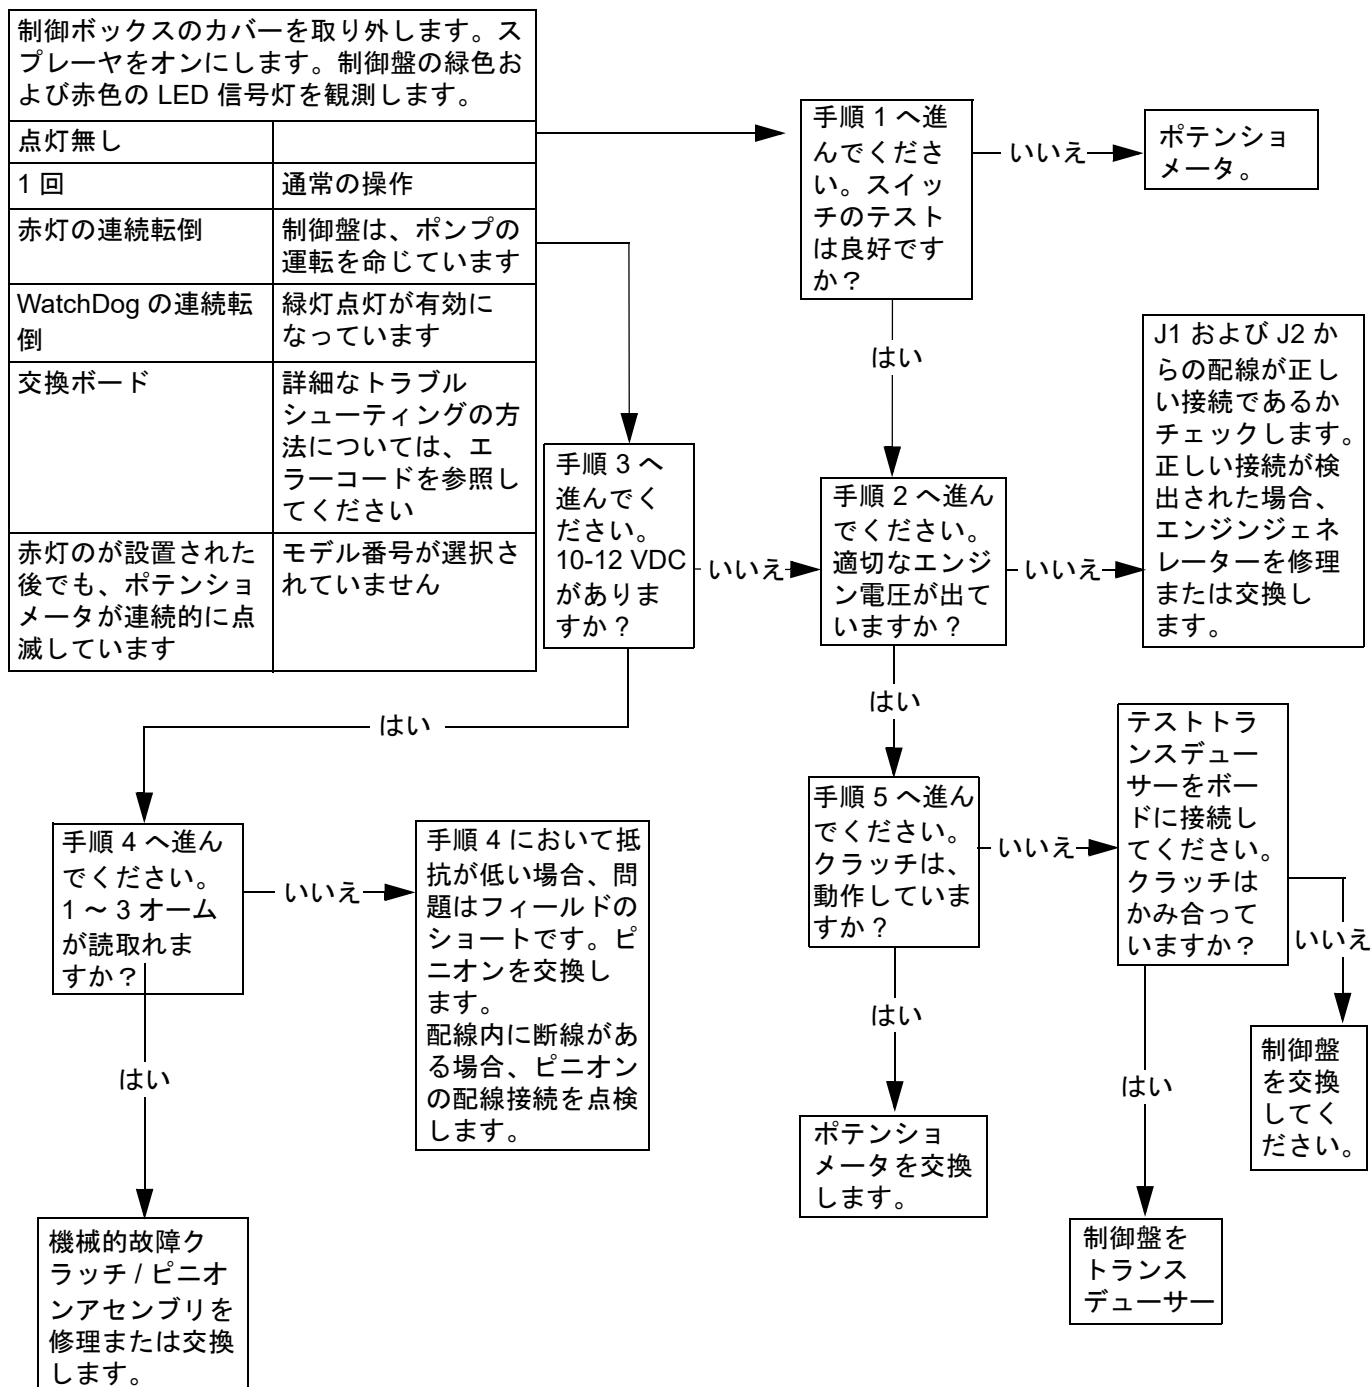 制御ボックスのカバーを取り外します。ス
プレーヤをオンにします。制御盤の緑色お
よび赤色の LED 信号灯を観測します。
点灯無し
1 回
通常の操作
赤灯の連続転倒
制御盤は、ポンプの
運転を命じています
WatchDog の連続転
倒
緑灯点灯が有効に
なっています
交換ボード
詳細なトラブル
シューティングの方
法については、エ
ラーコードを参照し
てください
赤灯のが設置された
後でも、ポテンショ
メータが連続的に点
滅しています
モデル番号が選択さ
れていません
手順 1 へ進
んでくださ
い。スイッ
チのテスト
は良好です
か？
いいえ
ポテンショ
メータ。
はい
手順 3 へ
進んでく
ださい。
10-12 VDC
がありま
すか？
いいえ
手順 2 へ進ん
でください。
適切なエンジ
ン電圧が出て
いますか？
いいえ
J1 および J2 か
らの配線が正し
い接続であるか
チェックします。
正しい接続が検
出された場合、
エンジンジェネ
レーターを修理
または交換し
ます。
はい
はい
手順 4 へ進ん
でください。
1 ～ 3 オーム
が読取れま
すか？
いいえ
手順 4 において抵
抗が低い場合、問
題はフィールドの
ショートです。ピ
ニオンを交換し
ます。
配線内に断線があ
る場合、ピニオン
の配線接続を点検
します。
手順 5 へ進ん
でください。
クラッチは、
動作していま
すか？
いいえ
テストトラ
ンスデュー
サーをボー
ドに接続し
てください。
クラッチは
かみ合って
いますか？
いいえ
はい
はい
はい
制御盤
を交換
してく
ださい。
ポテンショ
メータを交換
します。
機械的故障ク
ラッチ / ピニオ
ンアセンブリを
修理または交換
します。
制御盤を
トランス
デューサー